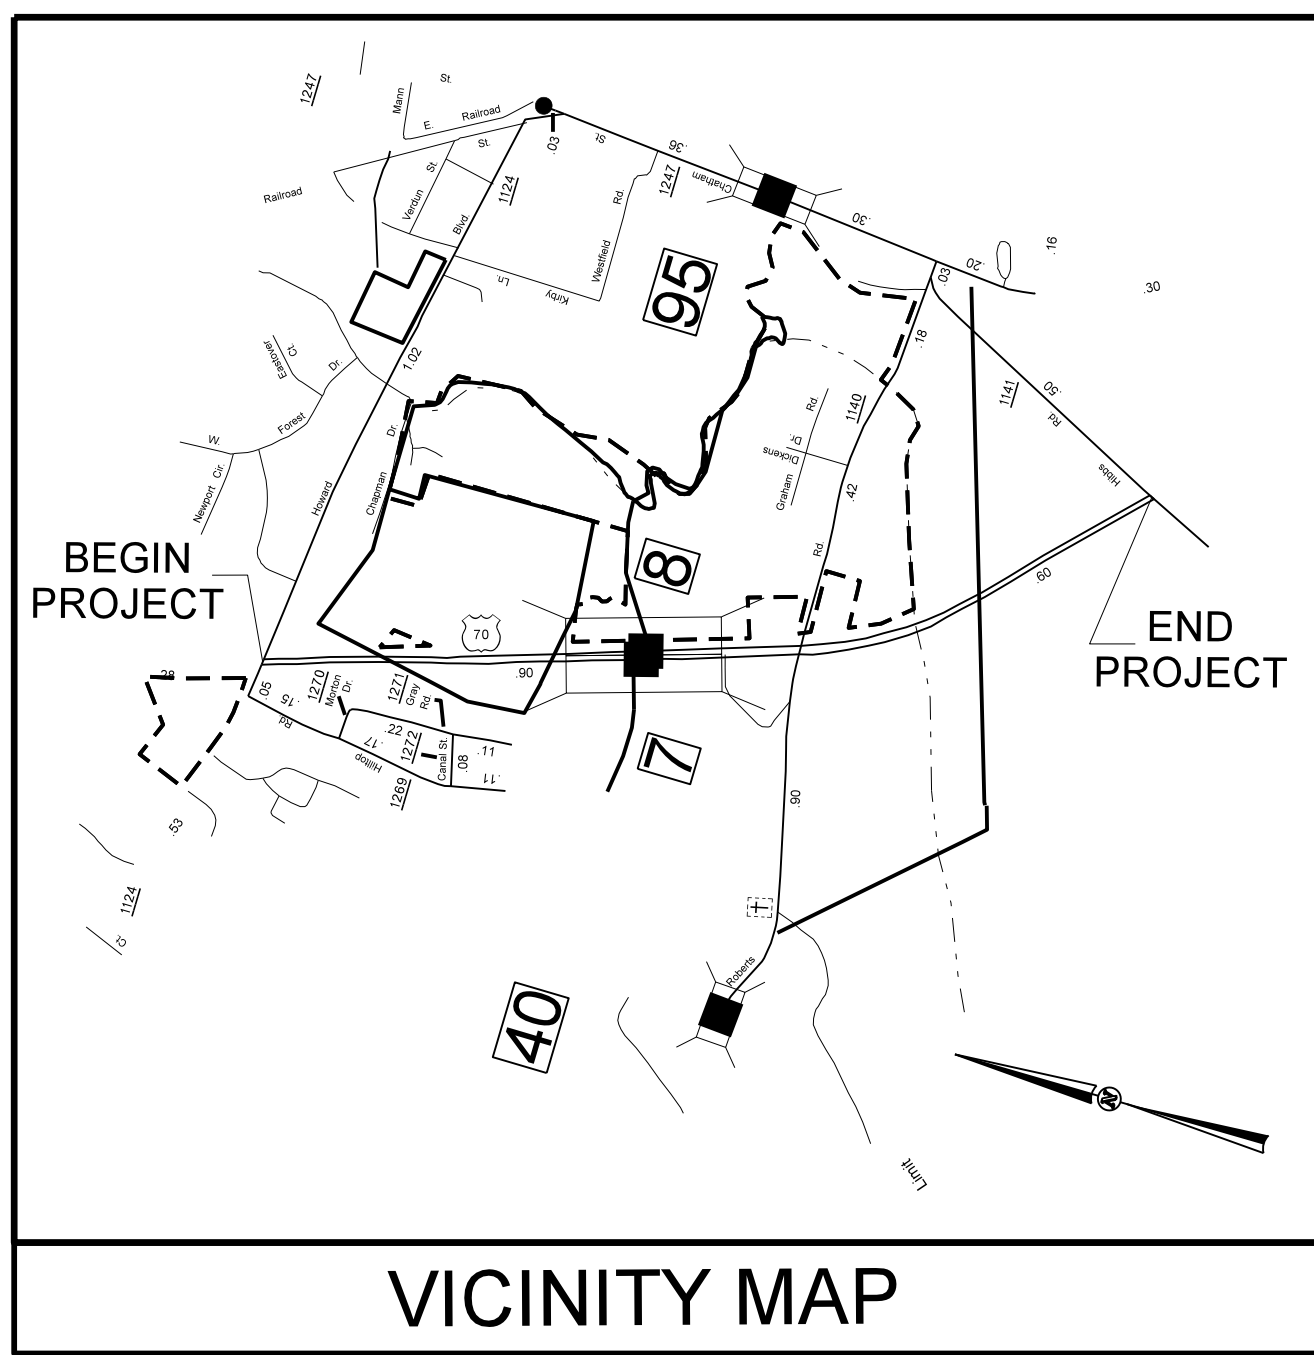 1247
St.
Mann
E. Railroad
St.
.03
St.
.36
1247
Chatham
.30
.20
.16
.30
.03
Railroad
Verdun St.
1124
Blvd.
Westfield Rd.
Kirby Ln.
95
.18
1141
.50
Hibbs Rd
Eastover Ct.
Forest Dr.
1.02
W.
Newport Cir.
Howard
Chapman Dr.
Rd.
1140
Dickens Dr.
Graham
.42
Rd.
8
BEGIN
PROJECT
70
.60
END
PROJECT
.28
.05
.15
1270
Morton
Dr.
1271
Gray
Rd.
.90
Rd
.22
.17
1272
Hilltop
Canal St.
.08
.11
.11
1269
7
.53
.90
1124
Ct.
Roberts
40
N
Limit
VICINITY MAP